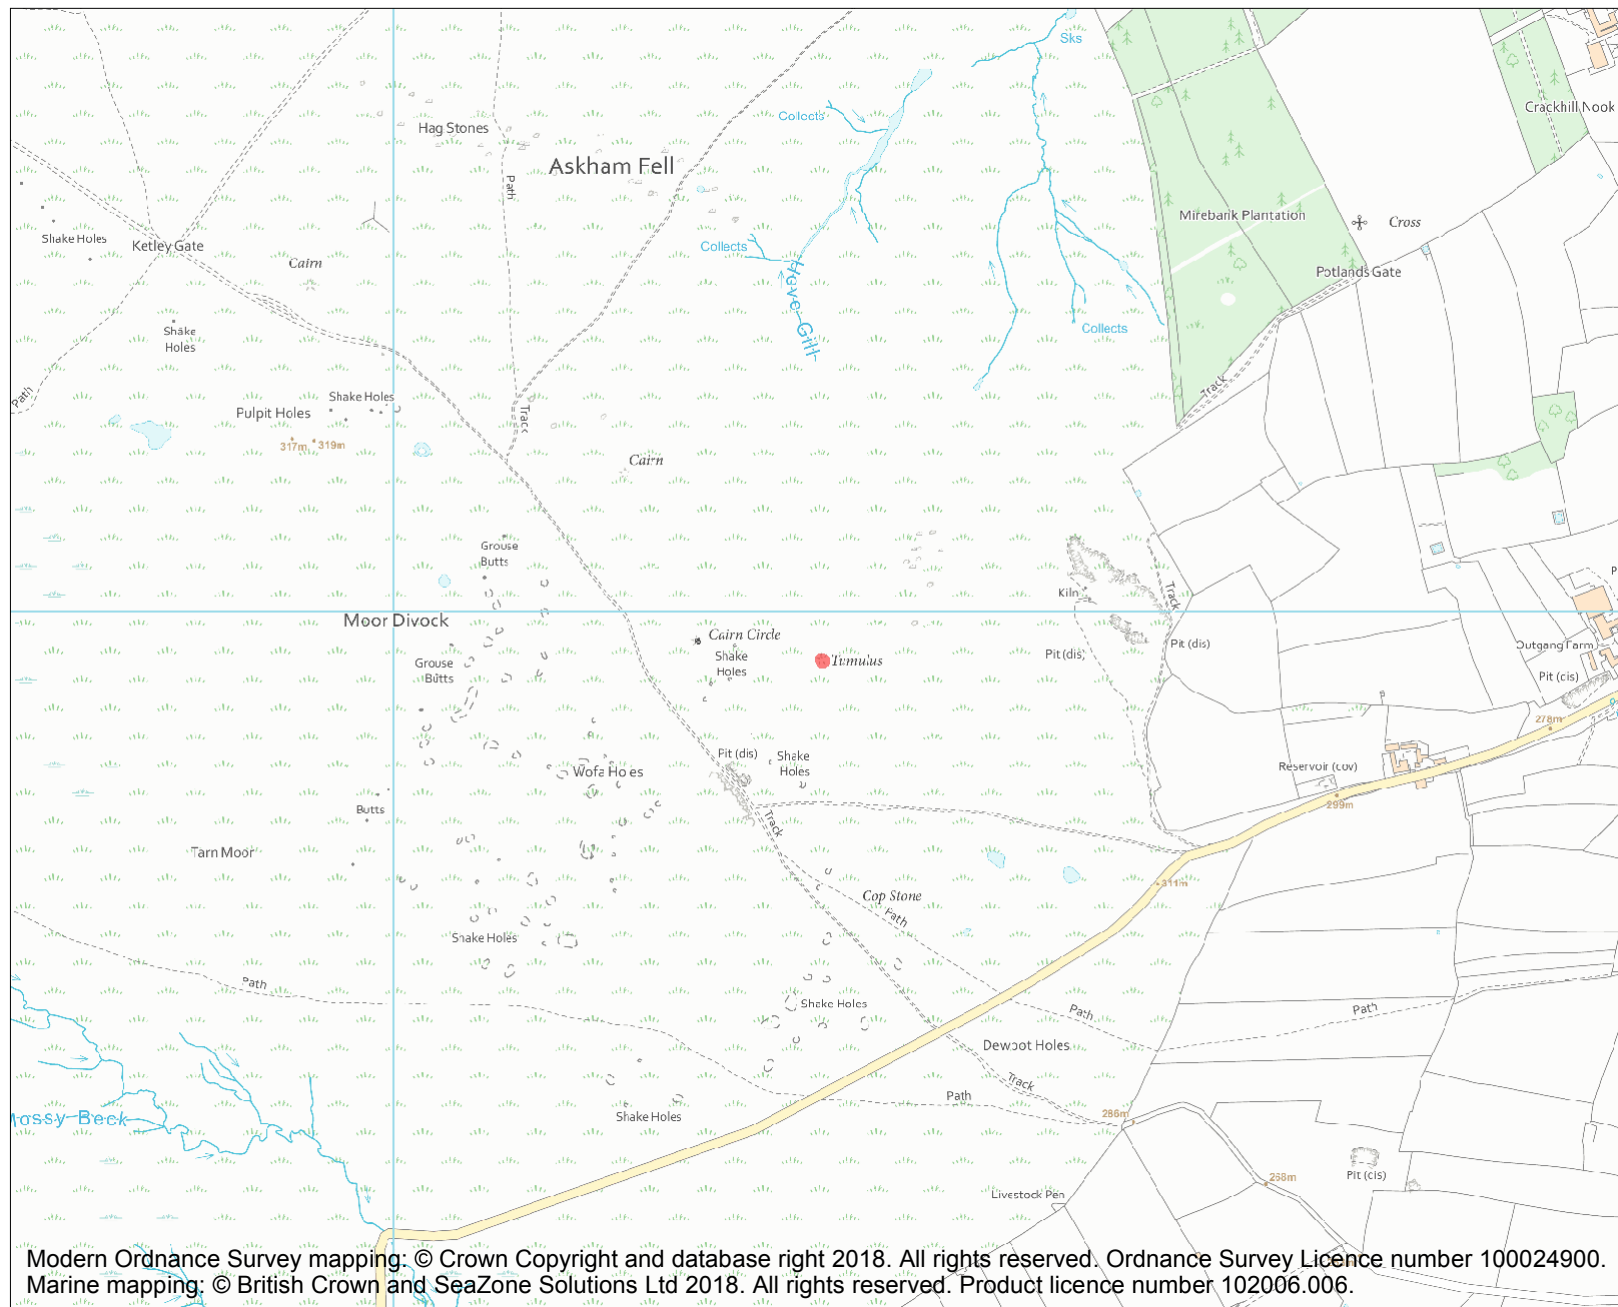 Sks
Crackhill Nook
Collects
Hag Stones
Askham Fell
Path
Mirebank Plantation
Cross
Shake Holes
Ketley Gate
Collects
Cairn
Potlands Gate
Howe Gill
Collects
Shake
Holes
Path
Track
Shake Holes
Pulpit Holes
Track
317m
319m
Cairn
Grouse
Butts
Kiln
Track
Moor Divock
Cairn Circle
Shake
Holes
Tumulus
Pit (dis)
Pit (dis)
Outgang Farm
Grouse
Butts
Pit (dis)
278m
Pit (dis)
Shake
Holes
Wofa Holes
Reservoir (cov)
299m
Butts
Track
Tarn Moor
311m
Cop Stone
Path
Shake Holes
Path
Shake Holes
Path
Path
Dewpot Holes
Track
Path
Mossy Beck
Shake Holes
286m
Pit (dis)
268m
Livestock Pen
Modern Ordnance Survey mapping: © Crown Copyright and database right 2018. All rights reserved. Ordnance Survey Licence number 100024900.
Marine mapping: © British Crown and SeaZone Solutions Ltd 2018. All rights reserved. Product licence number 102006.006.